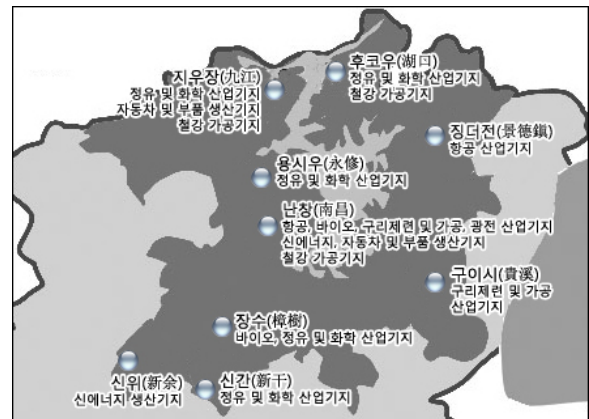 후코우(湖口)
정유 및 화학 산업기지
철강 가공기지
지우장(九江)
정유 및 화학 산업기지
자동차 및 부품 생산기지
철강 가공기지
징더전(景德鎭)
항공 산업기지
용시우(永修)
정유 및 화학 산업기지
난창(南昌)
항공, 바이오, 구리제련 및 가공, 광전 산업기지
신에너지, 자동차 및 부품 생산기지
철강 가공기지
구이시(貴溪)
구리제련 및 가공
산업기지
장수(樟樹)
바이오, 정유 및 화학 산업기지
신위(新余)
신에너지 생산기지
신간(新干)
정유 및 화학 산업기지